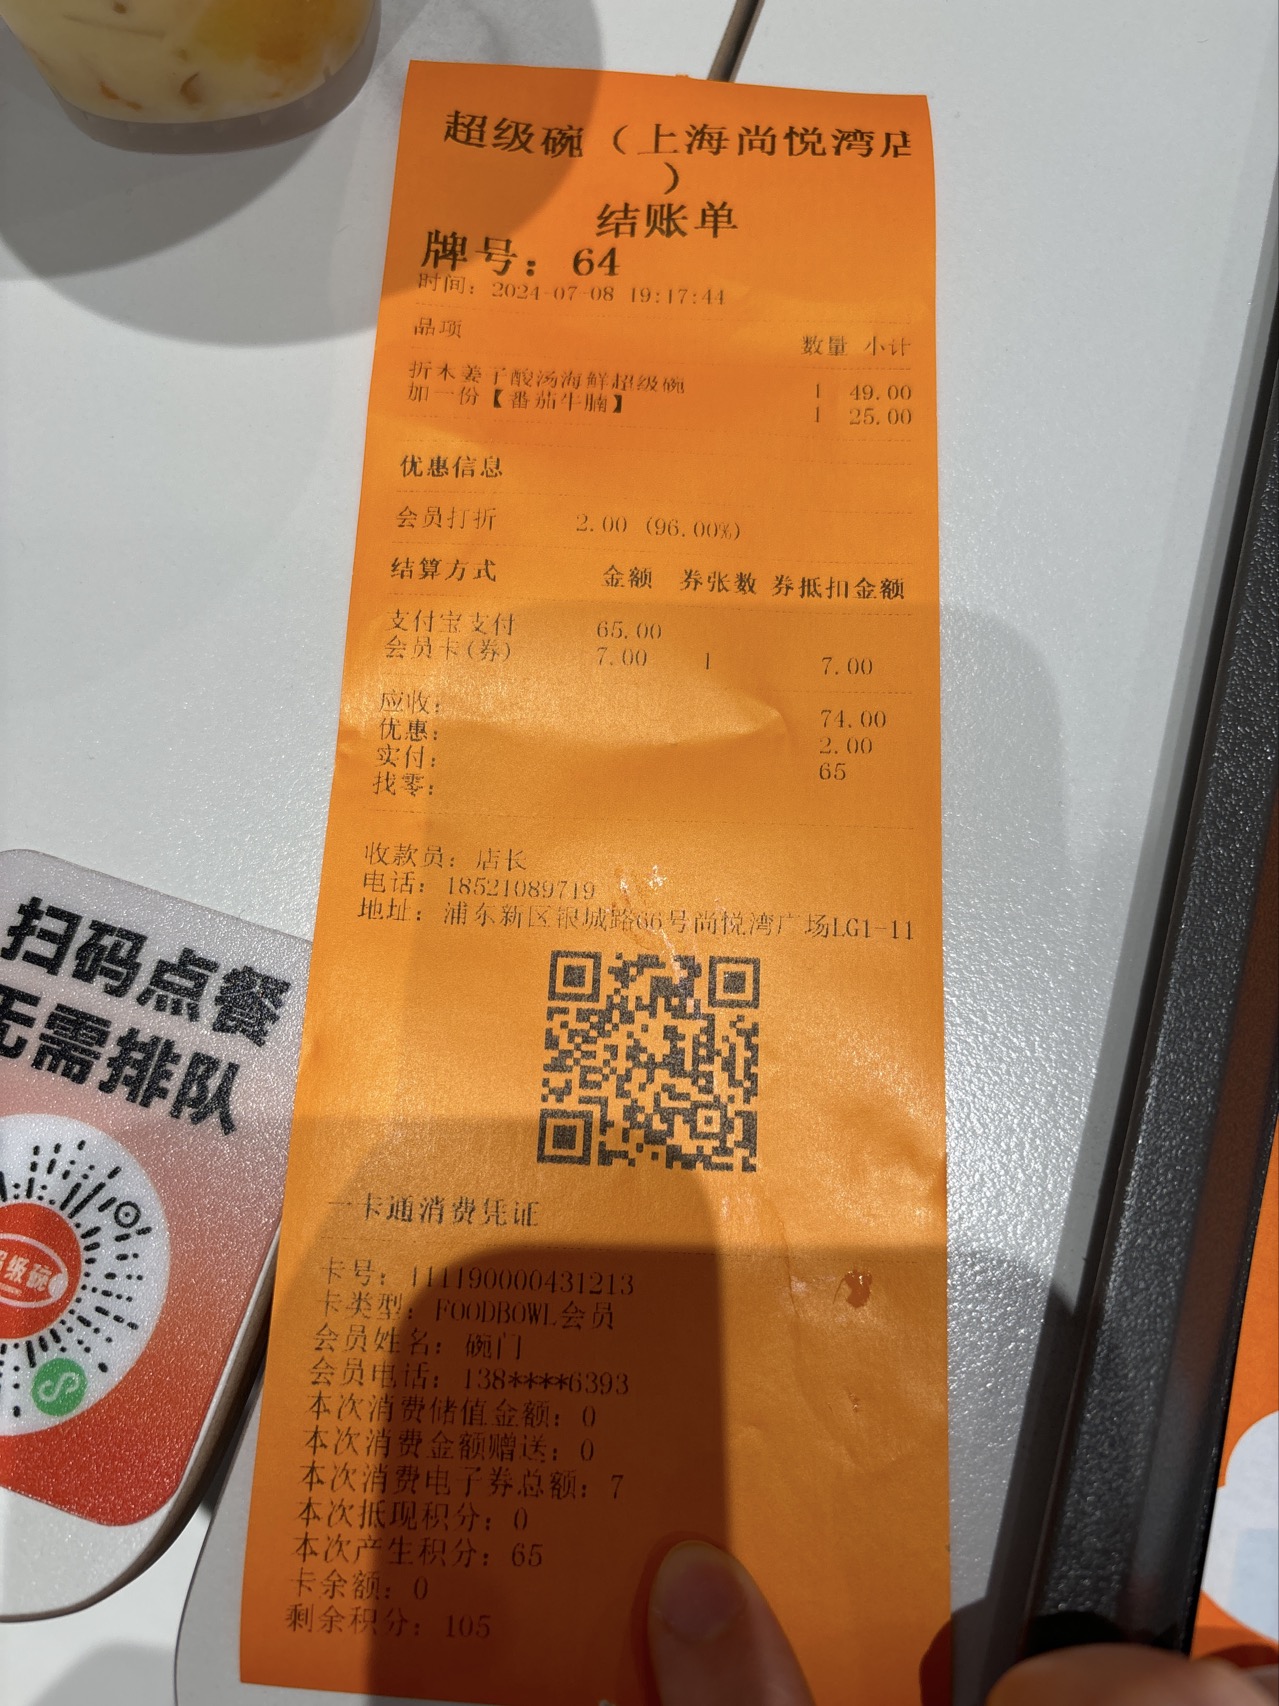 超级碗（上海尚悦湾店
）
结账单
牌号：64
时间：2024-07-08 19:17:44
品项 数量 小计
折木姜子酸汤海鲜超级碗 1 49.00
加一份【番茄牛腩】 1 25.00
优惠信息
会员打折 2.00 (96.00%)
结算方式 金额 券张数 券抵扣金额
支付宝支付 65.00
会员卡(券) 7.00 1 7.00
应收： 74.00
优惠： 2.00
实付： 65
找零：
收款员：店长
电话：18521089719
地址：浦东新区银城路66号尚悦湾广场LG1-11
一卡通消费凭证
卡号：111190000431213
卡类型：FOODBOWL会员
会员姓名：碗门
会员电话：138****6393
本次消费储值金额：0
本次消费金额赠送：0
本次消费电子券总额：7
本次抵现积分：0
本次产生积分：65
卡余额：0
剩余积分：105
扫码点餐
无需排队
超级碗